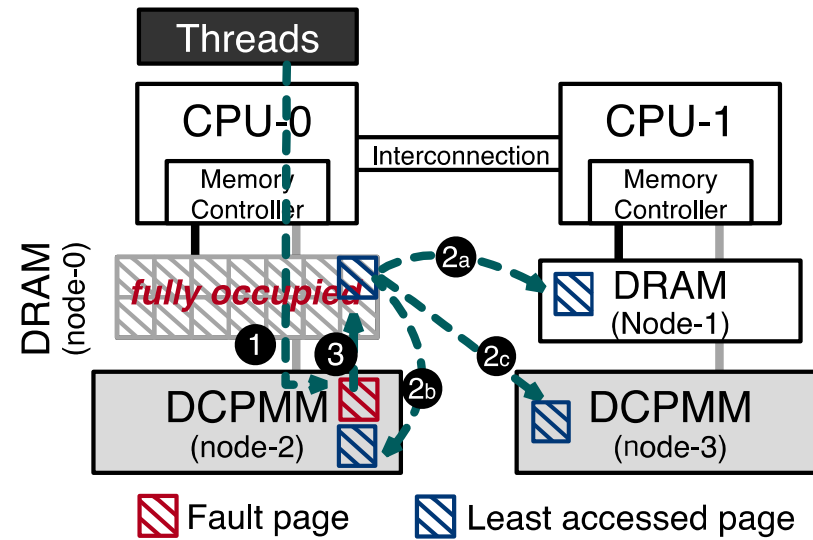 Threads
CPU-0
CPU-1
Interconnection
Memory
Controller
Memory
Controller
DRAM
(node-0)
fully occupied
2a
DRAM
(Node-1)
1
3
2b
2c
DCPMM
(node-2)
DCPMM
(node-3)
Fault page
Least accessed page